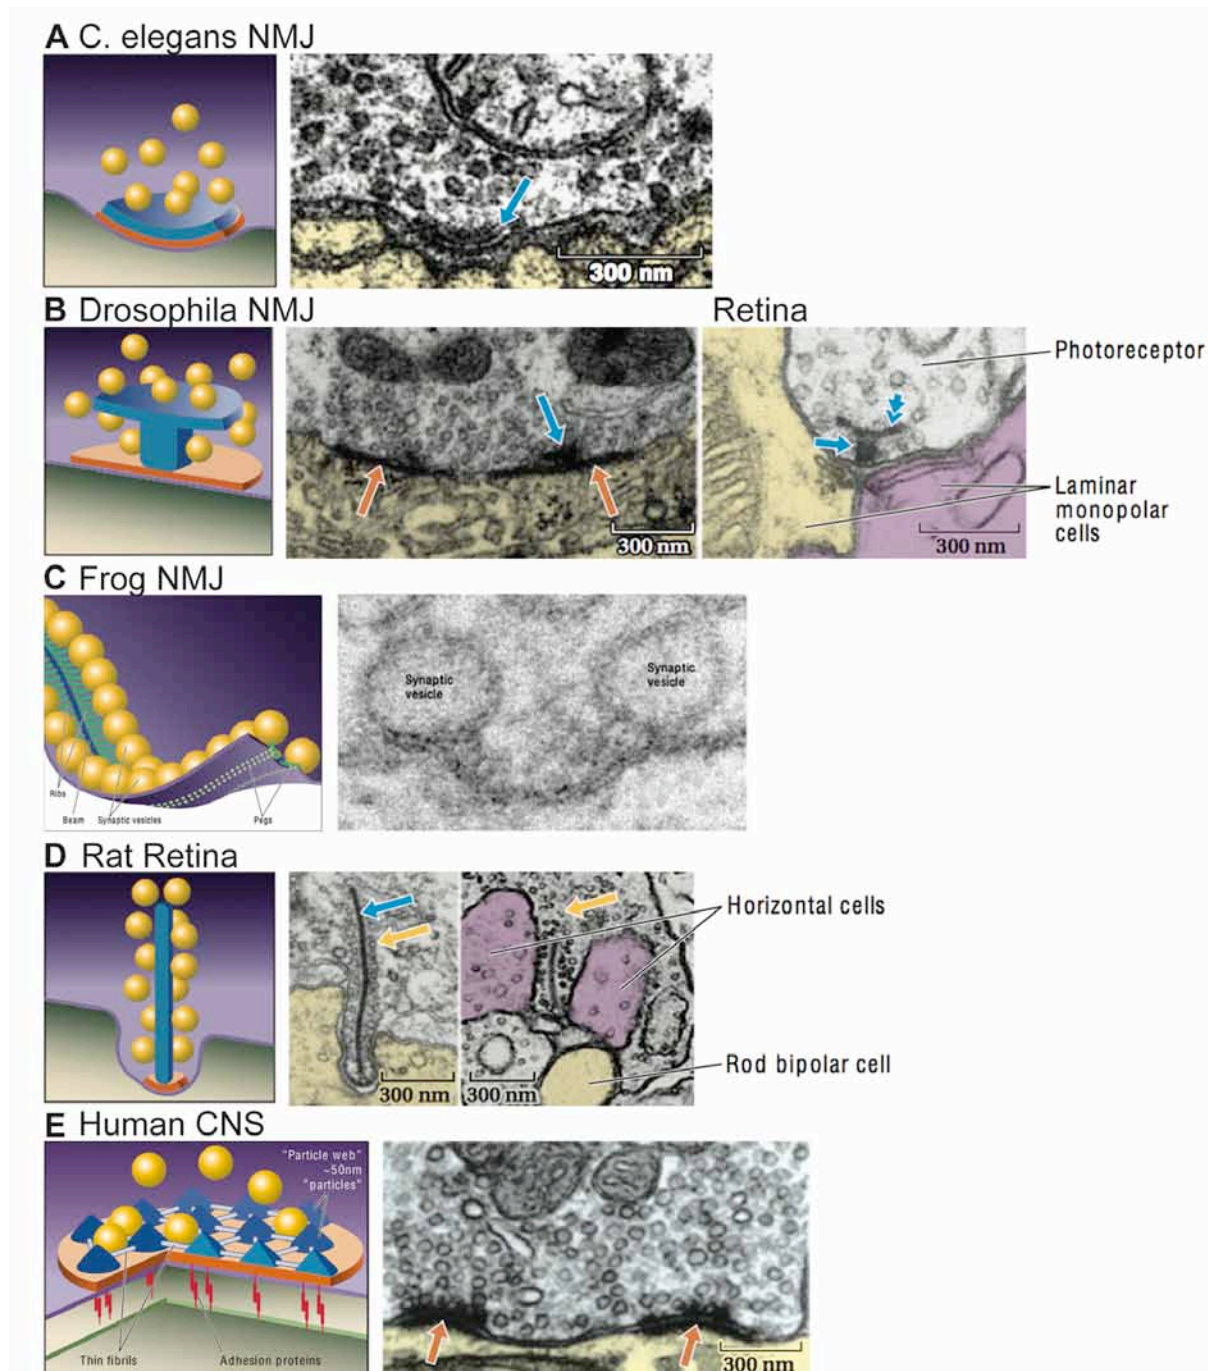 A C. elegans NMJ
300 nm
B Drosophila NMJ
Retina
300 nm
300 nm
Photoreceptor
Laminar
monopolar
cells
C Frog NMJ
Ribs
Beam
Synaptic vesicles
Pegs
Synaptic
vesicle
Synaptic
vesicle
D Rat Retina
300 nm
300 nm
Horizontal cells
Rod bipolar cell
E Human CNS
"Particle web"
~50nm
"particles"
Thin fibrils
Adhesion proteins
300 nm